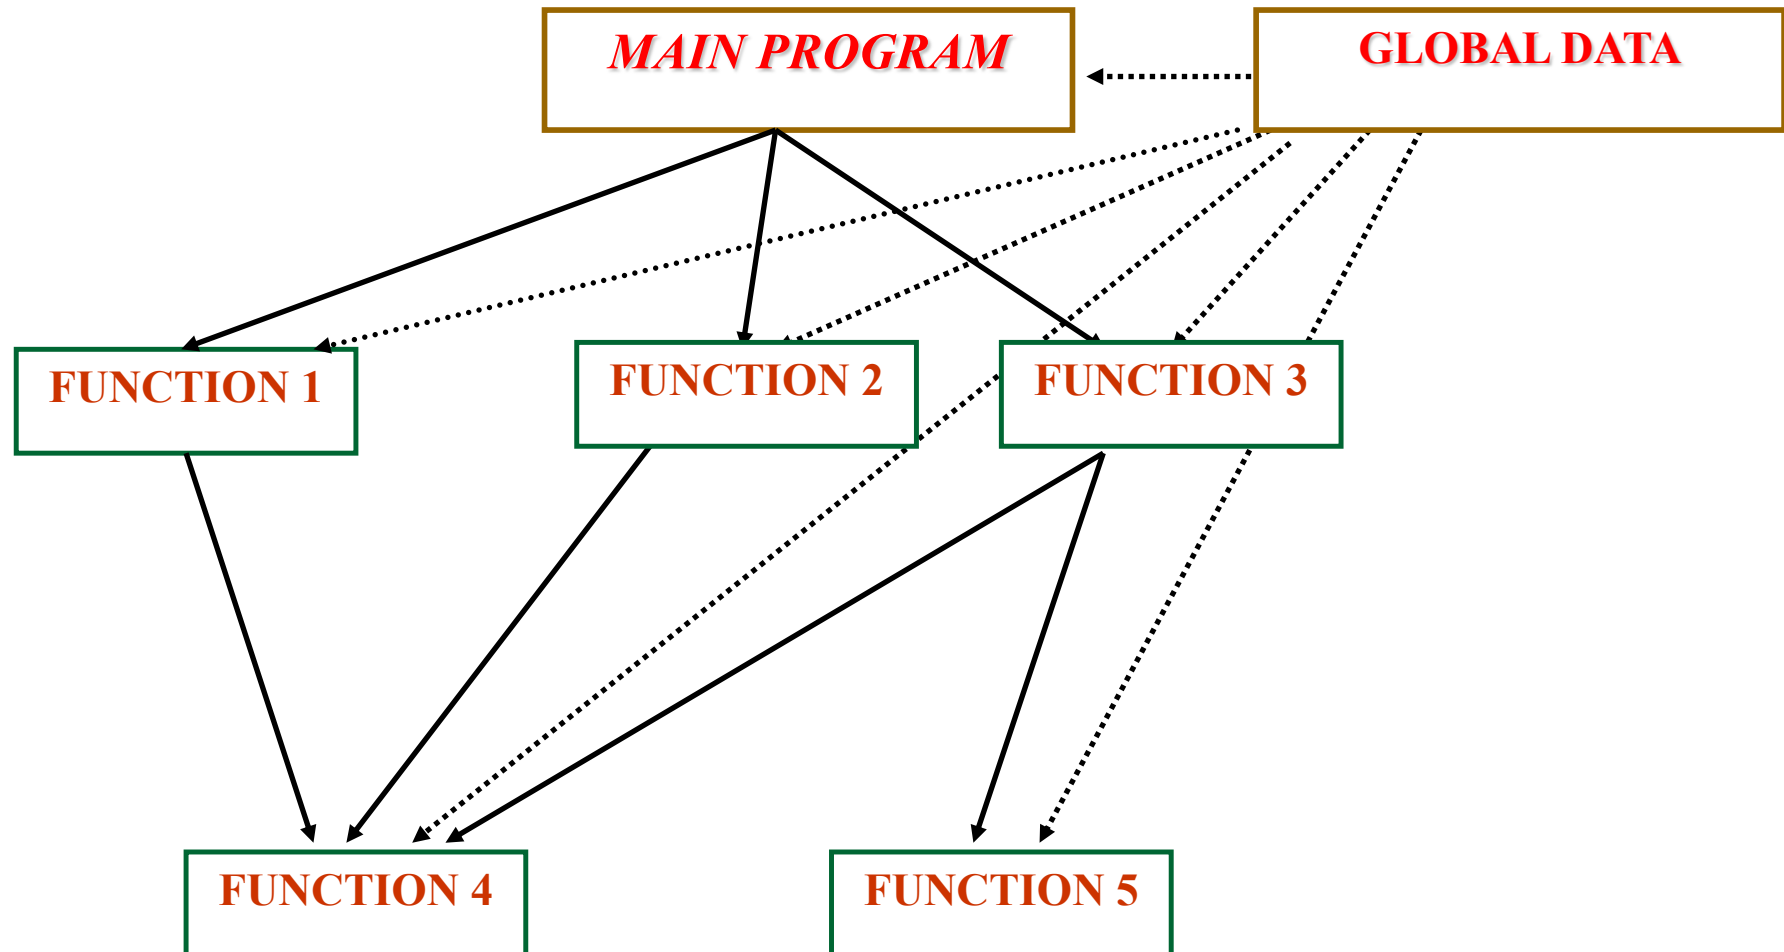 MAIN PROGRAM
GLOBAL DATA
FUNCTION 1
FUNCTION 2
FUNCTION 3
FUNCTION 4
FUNCTION 5